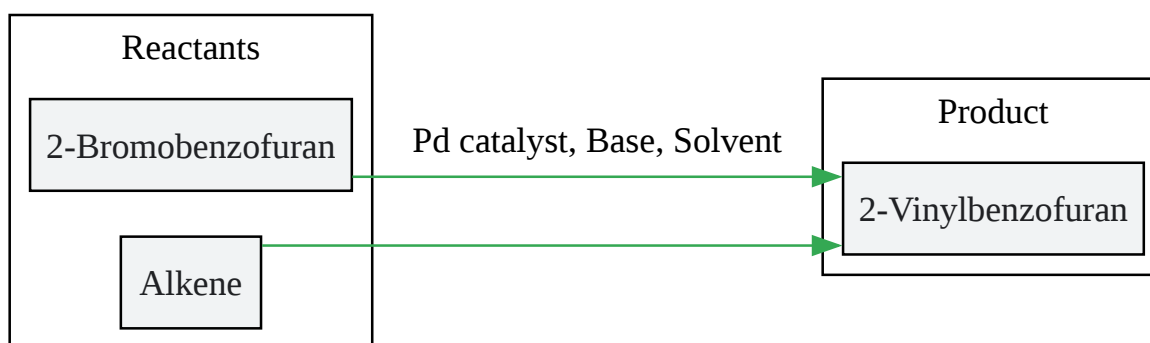 Reactants
2-Bromobenzofuran
Alkene
Pd catalyst, Base, Solvent
Product
2-Vinylbenzofuran